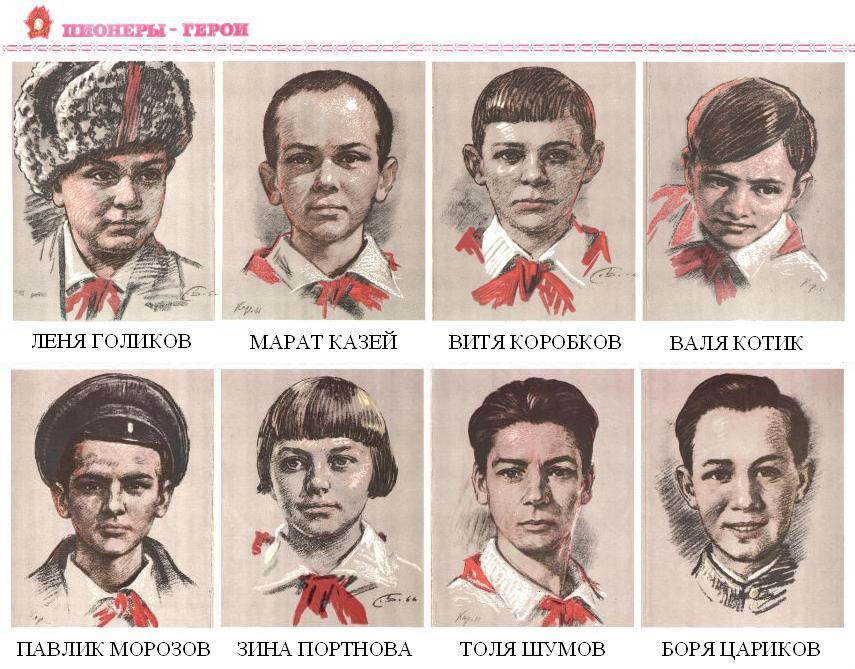 ПИОНЕРЫ - ГЕРОИ
ЛЕНЯ ГОЛИКОВ
МАРАТ КАЗЕЙ
ВИТЯ КОРОБКОВ
ВАЛЯ КОТИК
ПАВЛИК МОРОЗОВ
ЗИНА ПОРТНОВА
ТОЛЯ ШУМОВ
БОРЯ ЦАРИКОВ